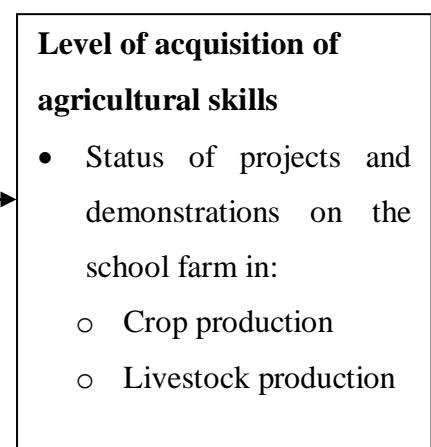 Level of acquisition of
agricultural skills
• Status of projects and
demonstrations on the
school farm in:
o Crop production
o Livestock production